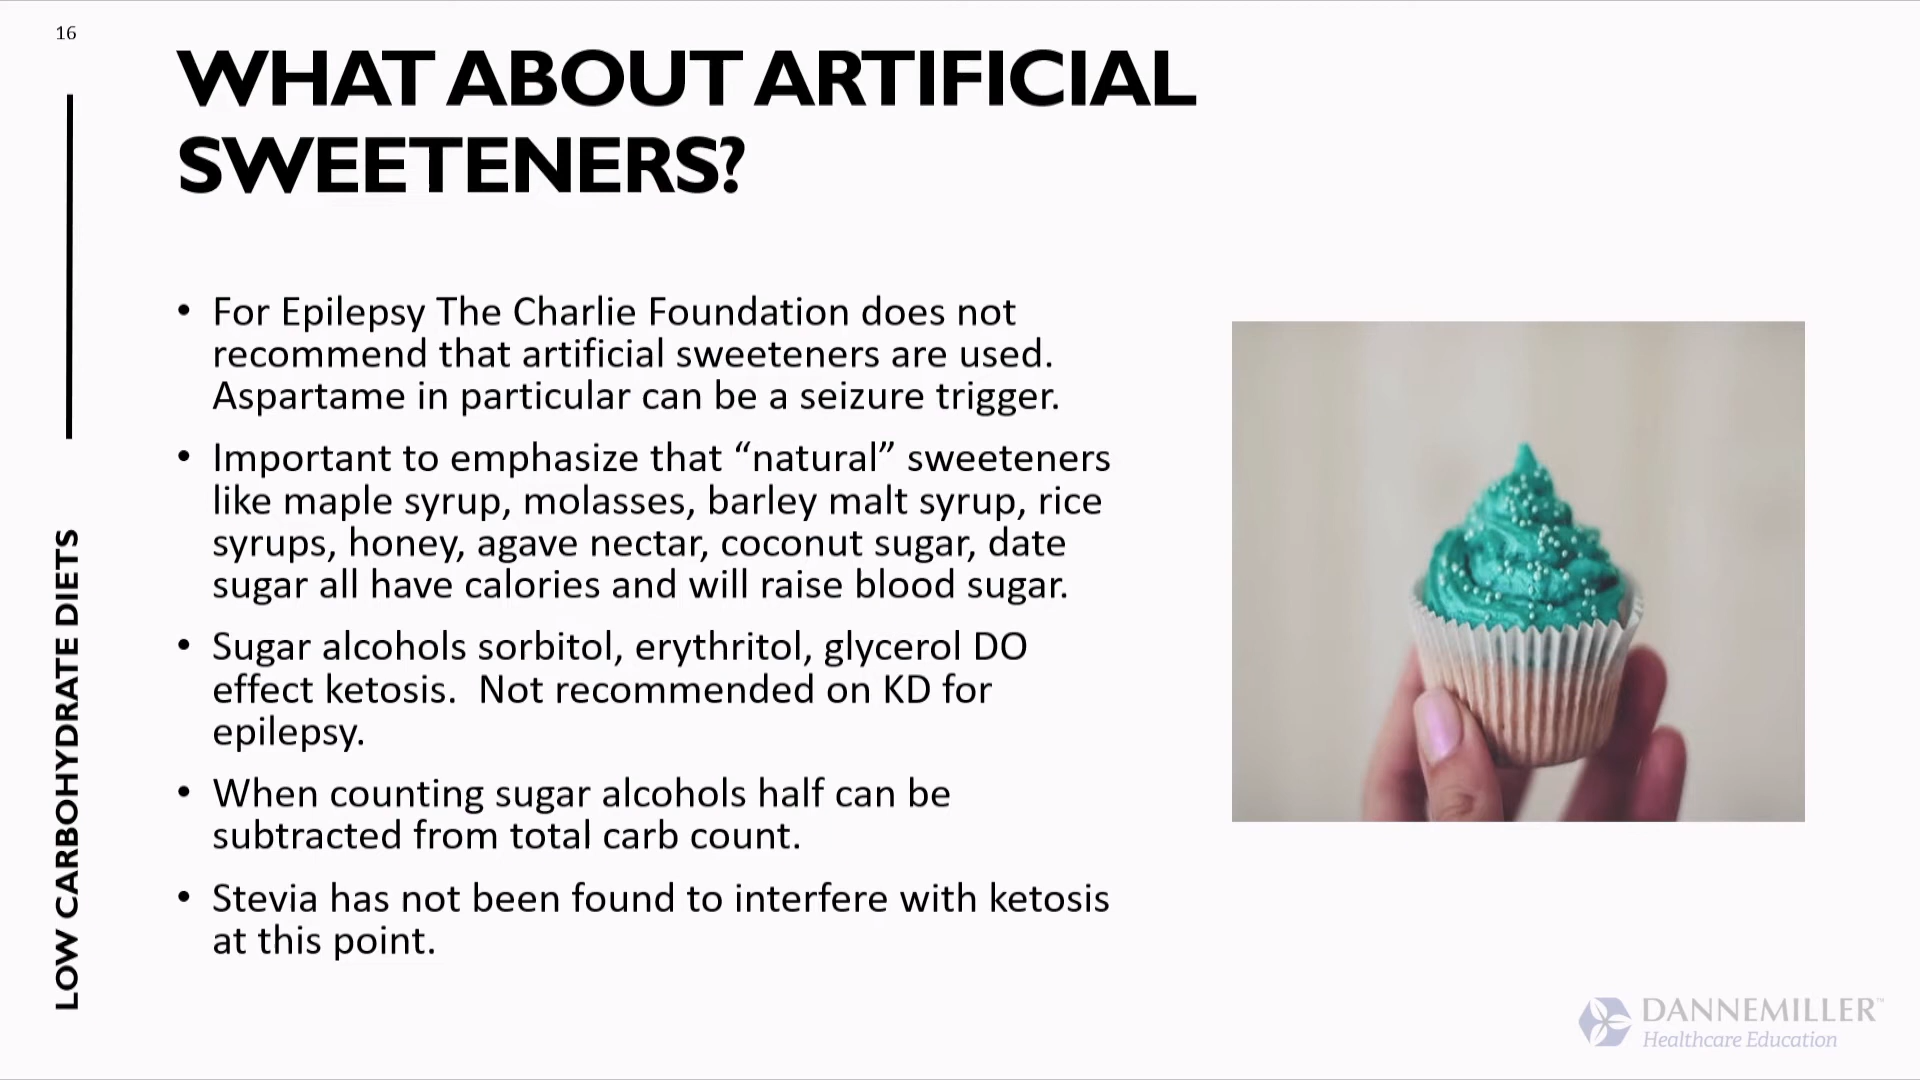 16
WHAT ABOUT ARTIFICIAL
SWEETENERS?
• For Epilepsy The Charlie Foundation does not
recommend that artificial sweeteners are used.
Aspartame in particular can be a seizure trigger.
• Important to emphasize that “natural” sweeteners
like maple syrup, molasses, barley malt syrup, rice
syrups, honey, agave nectar, coconut sugar, date
sugar all have calories and will raise blood sugar.
• Sugar alcohols sorbitol, erythritol, glycerol DO
effect ketosis.  Not recommended on KD for
epilepsy.
• When counting sugar alcohols half can be
subtracted from total carb count.
• Stevia has not been found to interfere with ketosis
at this point.
LOW CARBOHYDRATE DIETS
DANNEMILLER™
Healthcare Education